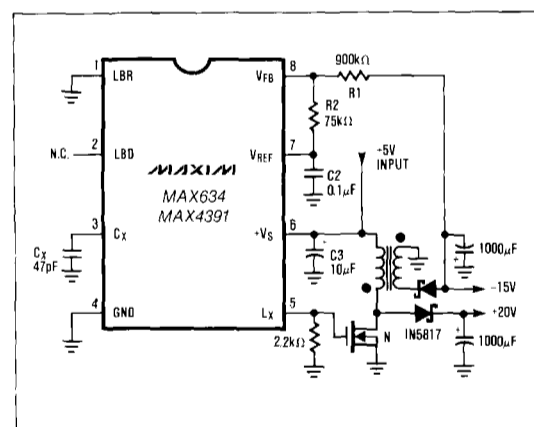 1 LBR
VFB 8
900kΩ
R1
R2
75kΩ
N.C. 2 LBD
VREF 7
+5V
INPUT
MAXIM
MAX634
MAX4391
C2
0.1µF
3 CX
+VS 6
CX
47pF
C3
10µF
+
1000µF
+
-15V
4 GND
LX 5
+20V
2.2kΩ
N
IN5817
+
1000µF